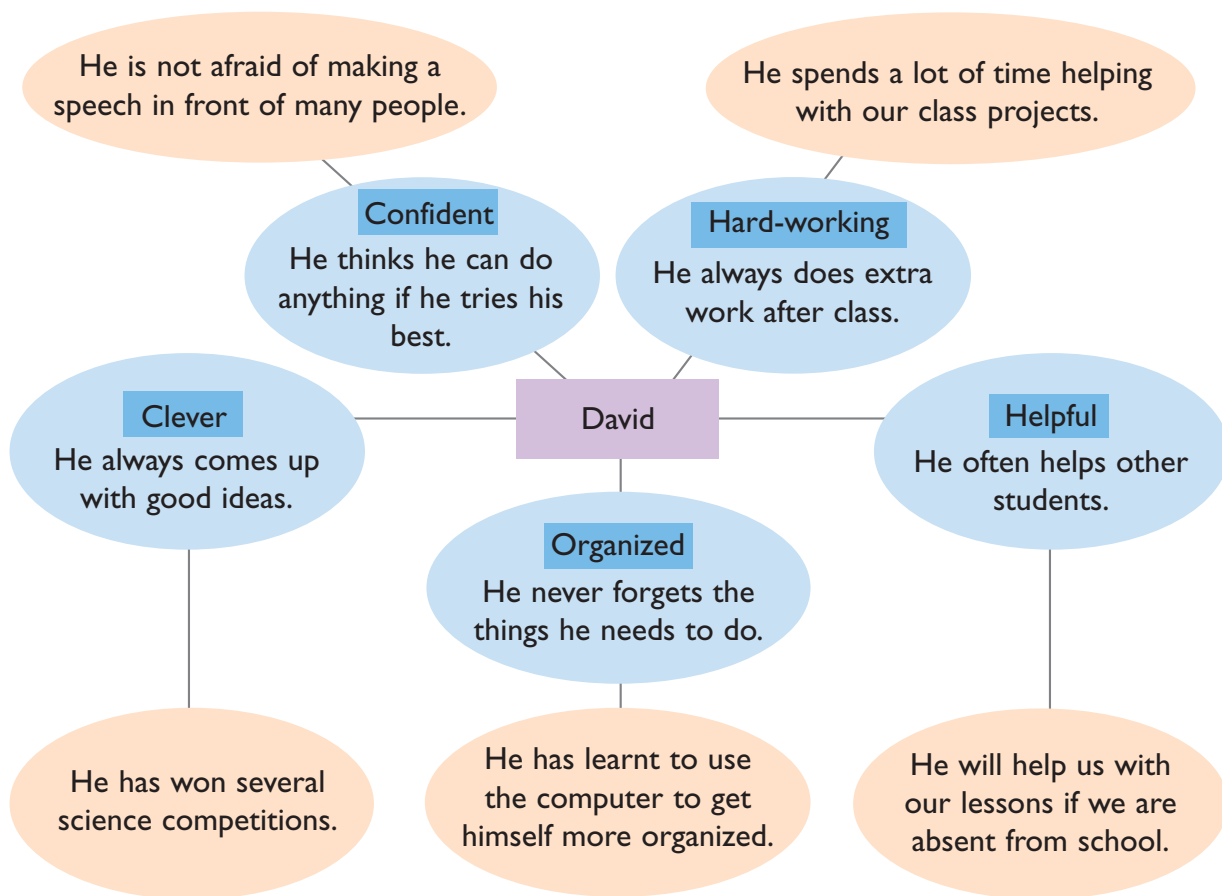 He is not afraid of making a
speech in front of many people.
He spends a lot of time helping
with our class projects.
Confident
He thinks he can do
anything if he tries his
best.
Hard-working
He always does extra
work after class.
Clever
He always comes up
with good ideas.
David
Helpful
He often helps other
students.
Organized
He never forgets the
things he needs to do.
He has won several
science competitions.
He has learnt to use
the computer to get
himself more organized.
He will help us with
our lessons if we are
absent from school.